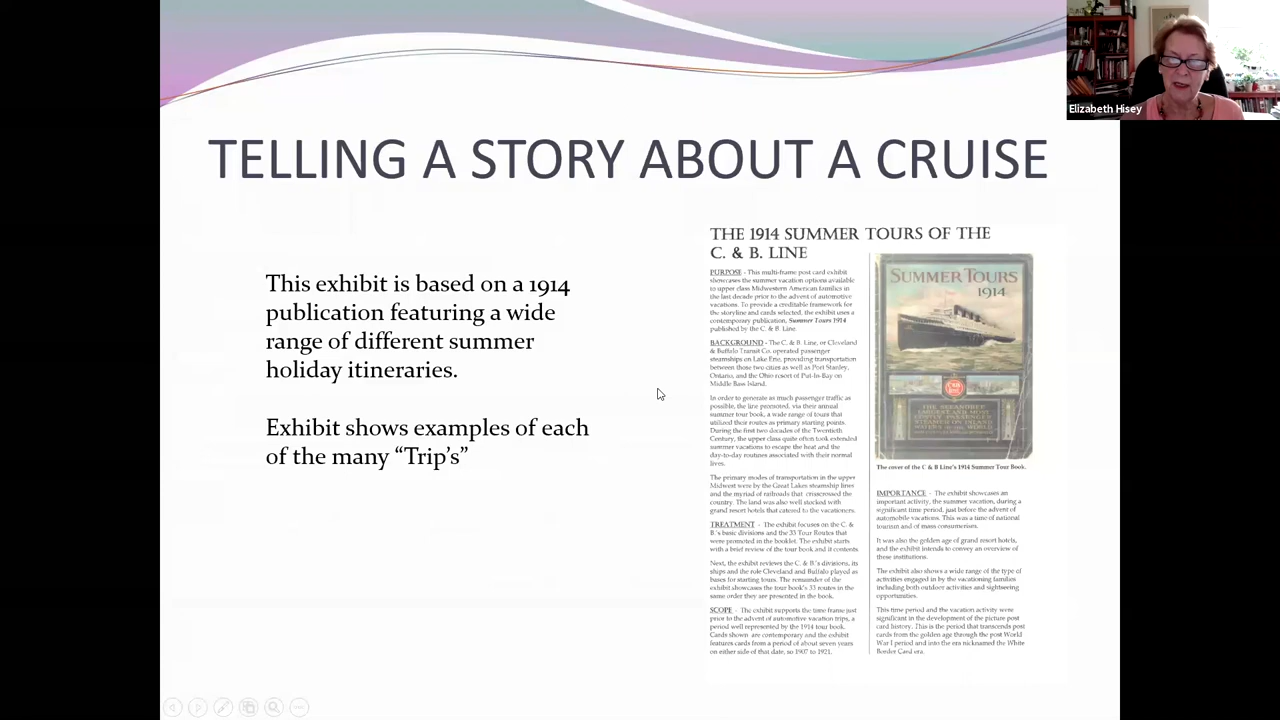 Elizabeth Hisey
TELLING A STORY ABOUT A CRUISE
This exhibit is based on a 1914
publication featuring a wide
range of different summer
holiday itineraries.
Exhibit shows examples of each
of the many “Trip’s”
THE 1914 SUMMER TOURS OF THE
C. & B. LINE
PURPOSE - This multi-frame post card exhibit
showcases the summer vacation options available
to upper class Midwestern American families in
the last decade prior to the advent of automotive
vacations. To provide a creditable framework for
the storyline and cards selected, the exhibit uses a
contemporary publication, Summer Tours 1914
published by the C. & B. Line.
BACKGROUND - The C. & B. Line, or Cleveland
& Buffalo Transit Co. operated passenger
steamships on Lake Erie, providing transportation
between those two cities as well as Port Stanley,
Ontario, and the Ohio resort of Put-In-Bay on
Middle Bass Island.
In order to generate as much passenger traffic as
possible, the line promoted, via their annual
summer tour book, a wide range of tours that
utilized their routes as primary starting points.
During the first two decades of the Twentieth
Century, the upper class quite often took extended
summer vacations to escape the heat and the
day-to-day routines associated with their normal
lives.
The primary modes of transportation in the upper
Midwest were by the Great Lakes steamship lines
and the myriad of railroads that crisscrossed the
country. The land was also well stocked with
grand resort hotels that catered to the vacationers.
TREATMENT - The exhibit focuses on the C. &
B.'s basic divisions and the 33 Tour Routes that
were promoted in the booklet. The exhibit starts
with a brief review of the tour book and it contents.
Next, the exhibit reviews the C. & B.'s divisions, its
ships and the role Cleveland and Buffalo played as
bases for starting tours. The remainder of the
exhibit showcases the tour book's 33 routes in the
same order they are presented in the book.
SCOPE - The exhibit supports the time frame just
prior to the advent of automotive vacation trips, a
period well represented by the 1914 tour book.
Cards shown are contemporary and the exhibit
features cards from a period of about seven years
on either side of that date, so 1907 to 1921.
SUMMER TOURS
1914
The cover of the C & B Line's 1914 Summer Tour Book.
IMPORTANCE - The exhibit showcases an
important activity, the summer vacation, during a
significant time period, just before the advent of
automobile vacations. This was a time of national
tourism and of mass consumerism.
It was also the golden age of grand resort hotels,
and the exhibit intends to convey an overview of
these institutions.
The exhibit also shows a wide range of the type of
activities engaged in by the vacationing families
including both outdoor activities and sightseeing
opportunities.
This time period and the vacation activity were
significant in the development of the picture post
card history. This is the period that transcends post
cards from the golden age through the post World
War I period and into the era nicknamed the White
Border Card era.